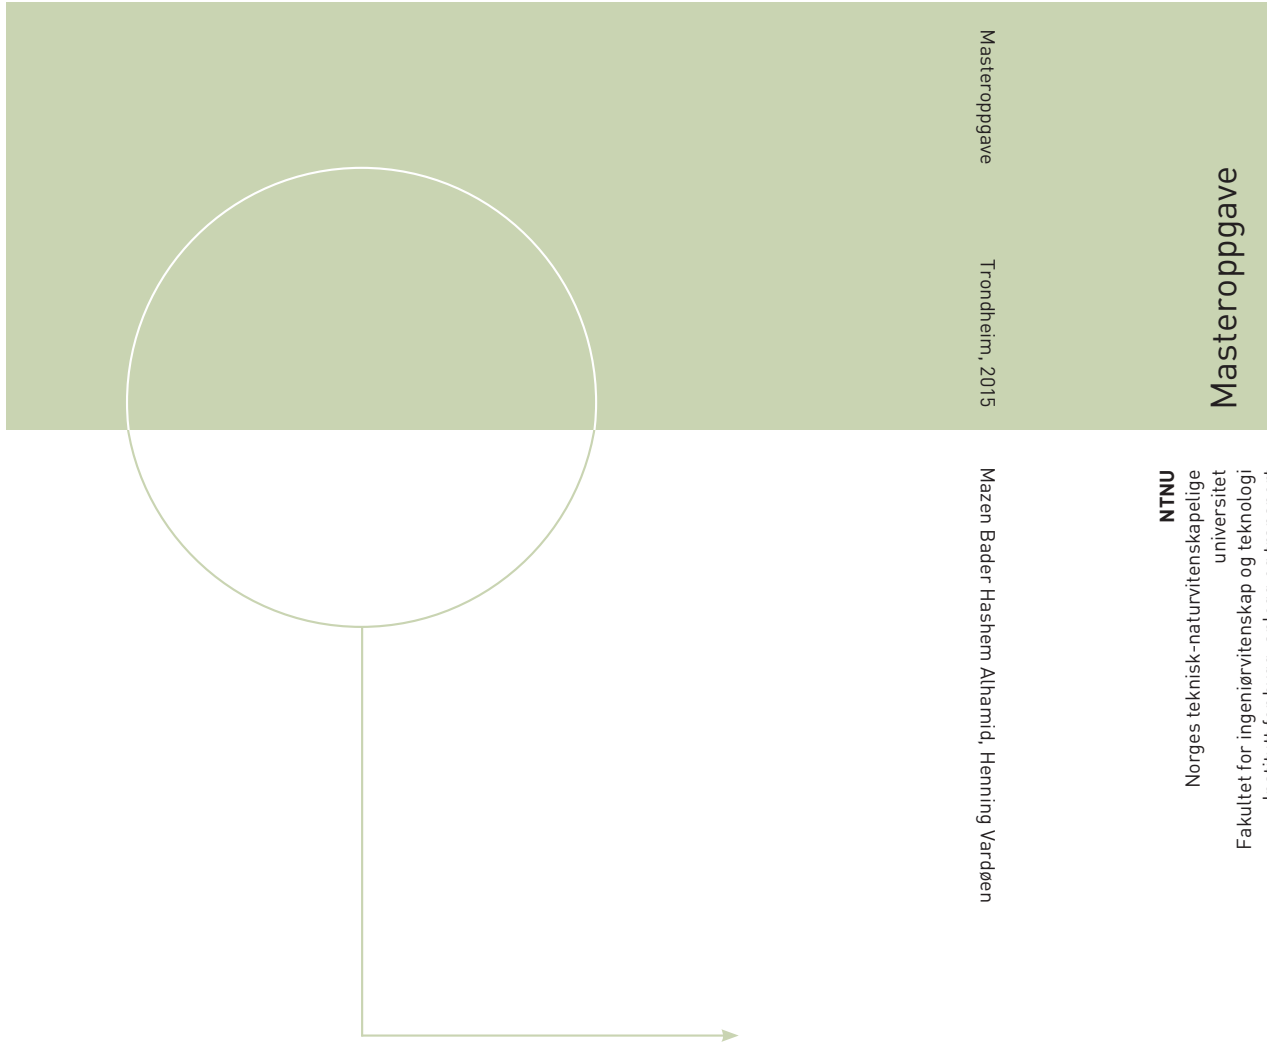 Masteroppgave
Trondheim, 2015
Mazen Bader Hashem Alhamid, Henning Vardøen
Masteroppgave
NTNU
Norges teknisk-naturvitenskapelige
universitet
Fakultet for ingeniørvitenskap og teknologi